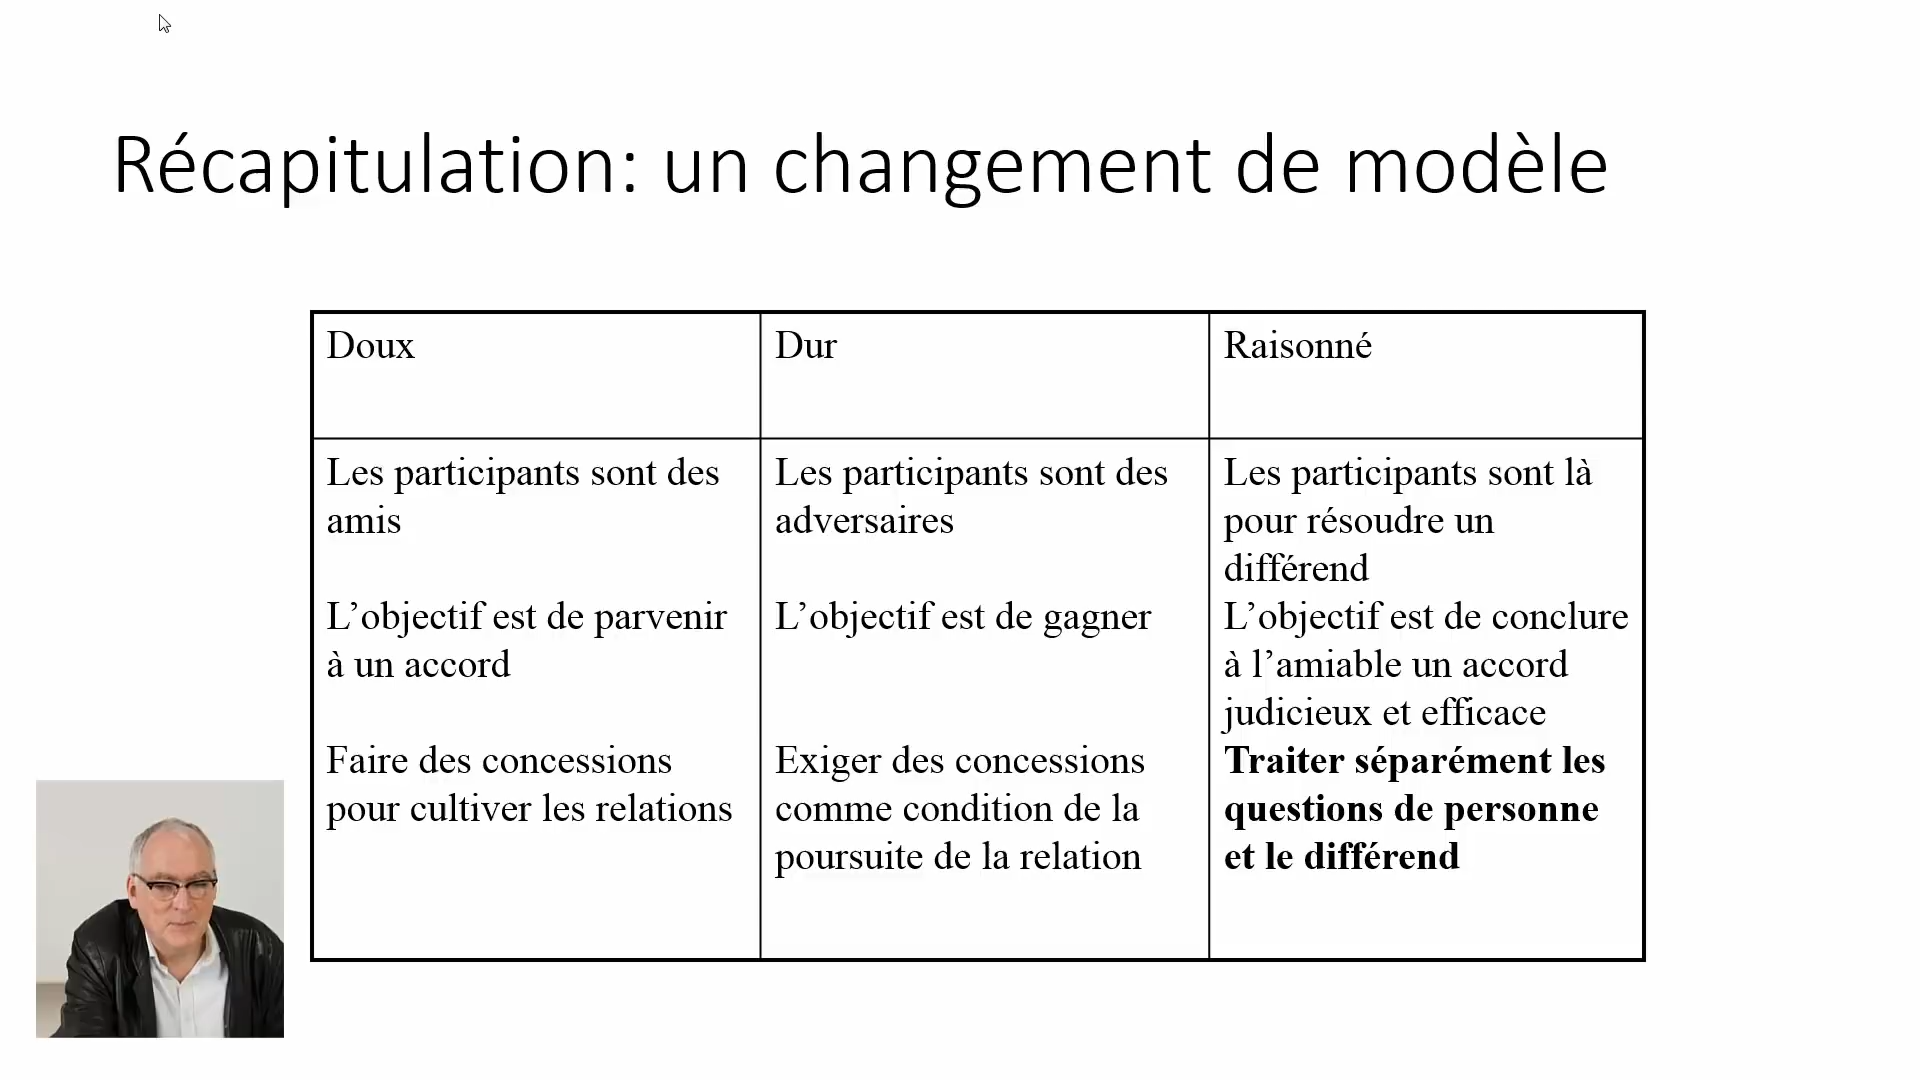 Récapitulation: un changement de modèle
Doux
Dur
Raisonné
Les participants sont des
amis
L’objectif est de parvenir
à un accord
Faire des concessions
pour cultiver les relations
Les participants sont des
adversaires
L’objectif est de gagner
Exiger des concessions
comme condition de la
poursuite de la relation
Les participants sont là
pour résoudre un
différend
L’objectif est de conclure
à l’amiable un accord
judicieux et efficace
Traiter séparément les
questions de personne
et le différend